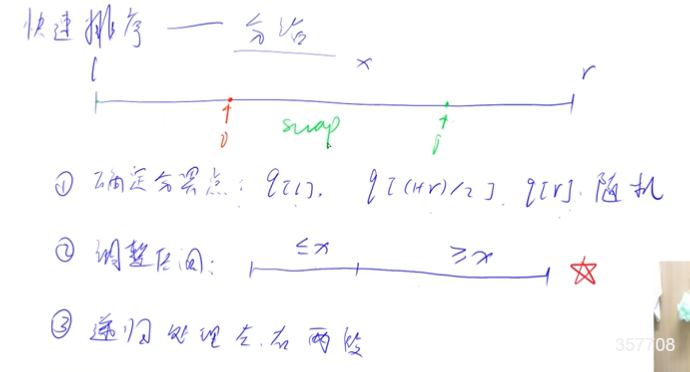 快速排序 —— 分治
l x r
i swap j
① 确定分界点: q[l], q[(l+r)/2], q[r], 随机
② 调整区间: ≤x ≥x ☆
③ 递归处理左、右两段
357708